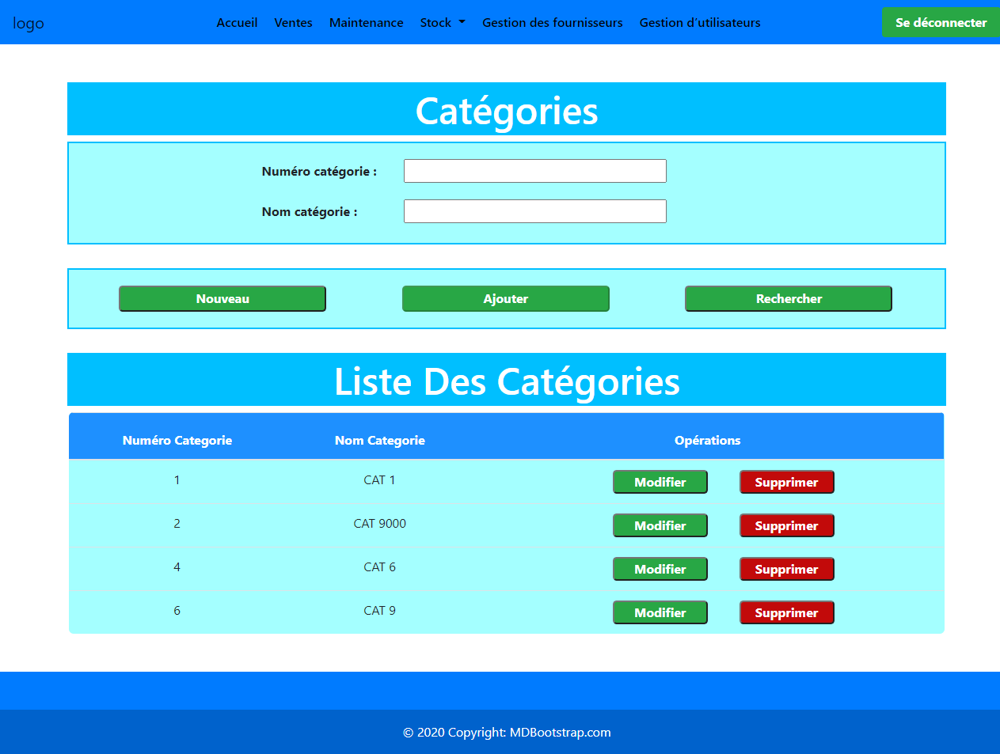 logo Accueil Ventes Maintenance Stock Gestion des fournisseurs Gestion d'utilisateurs Se déconnecter
Catégories
Numéro catégorie :
Nom catégorie :
Nouveau Ajouter Rechercher
Liste Des Catégories
Numéro Categorie Nom Categorie Opérations
1 CAT 1 Modifier Supprimer
2 CAT 9000 Modifier Supprimer
4 CAT 6 Modifier Supprimer
6 CAT 9 Modifier Supprimer
© 2020 Copyright: MDBootstrap.com